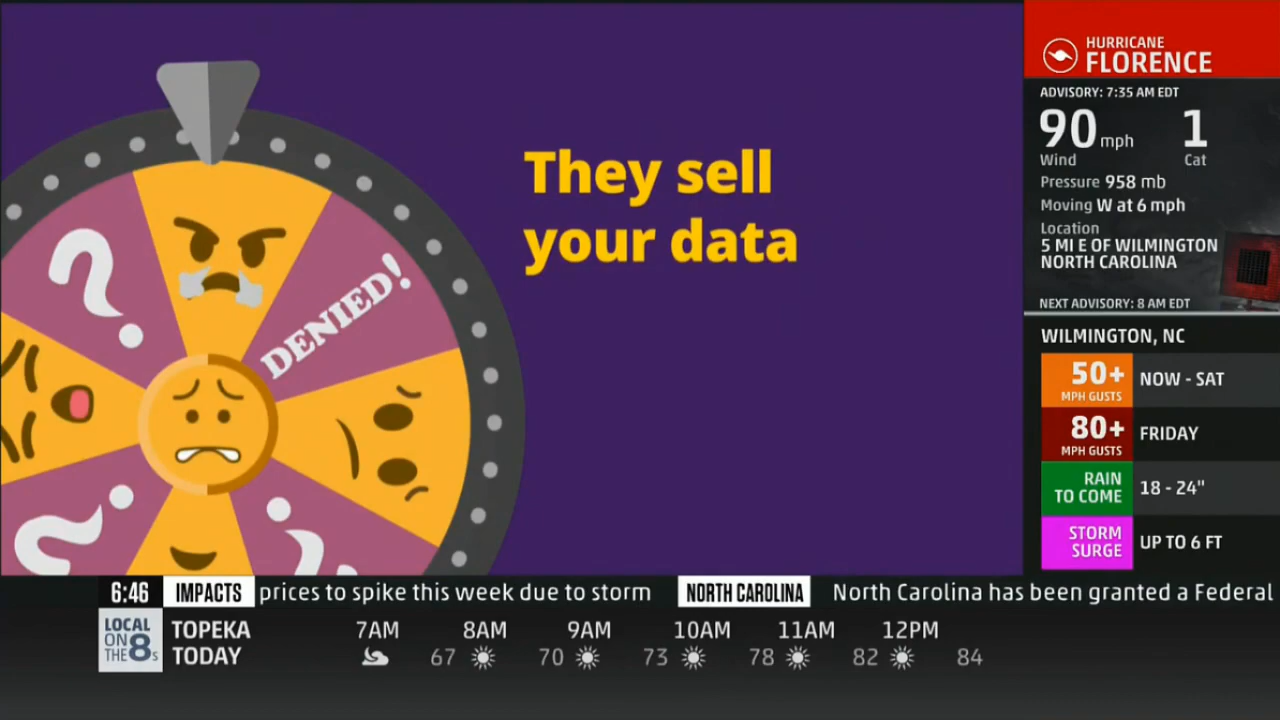 They sell
your data
?
DENIED!
?
?
HURRICANE
FLORENCE
ADVISORY: 7:35 AM EDT
90 mph 1
Wind Cat
Pressure 958 mb
Moving W at 6 mph
Location
5 MI E OF WILMINGTON
NORTH CAROLINA
NEXT ADVISORY: 8 AM EDT
WILMINGTON, NC
50+ MPH GUSTS NOW - SAT
80+ MPH GUSTS FRIDAY
RAIN TO COME 18 - 24"
STORM SURGE UP TO 6 FT
6:46 IMPACTS prices to spike this week due to storm NORTH CAROLINA North Carolina has been granted a Federal
LOCAL ON THE 8s
TOPEKA 7AM 8AM 9AM 10AM 11AM 12PM
TODAY 67 70 73 78 82 84